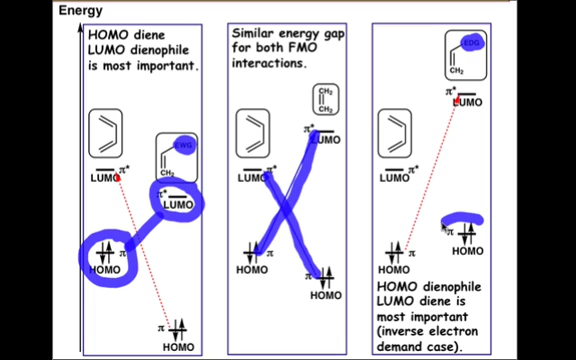 Energy
HOMO diene
LUMO dienophile
is most important.
EWG
CH₂
π*
LUMO
π*
LUMO
π
HOMO
π
HOMO
Similar energy gap
for both FMO
interactions.
CH₂
CH₂
π*
LUMO
π*
LUMO
π
HOMO
π
HOMO
EDG
CH₂
π*
LUMO
π*
LUMO
π
HOMO
π
HOMO
HOMO dienophile
LUMO diene is
most important
(inverse electron
demand case).